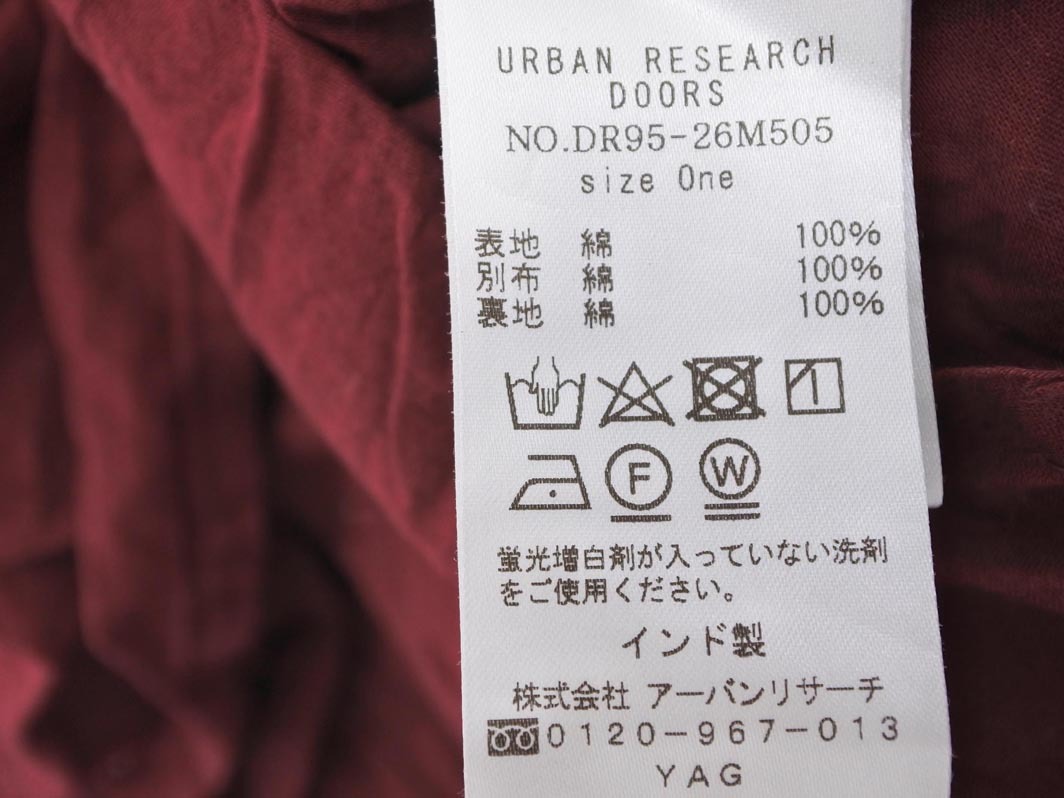 URBAN RESEARCH
DOORS
NO.DR95-26M505
size One
表地 綿 100%
別布 綿 100%
裏地 綿 100%
1
F W
蛍光増白剤が入っていない洗剤
をご使用ください。
インド製
株式会社 アーバンリサーチ
0120-967-013
YAG